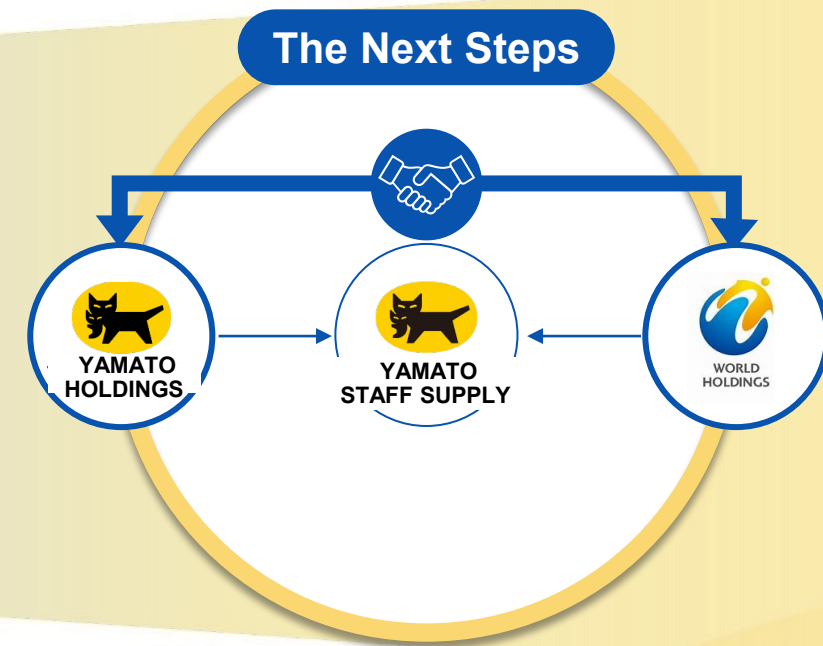 The Next Steps
YAMATO
HOLDINGS
YAMATO
STAFF SUPPLY
WORLD
HOLDINGS